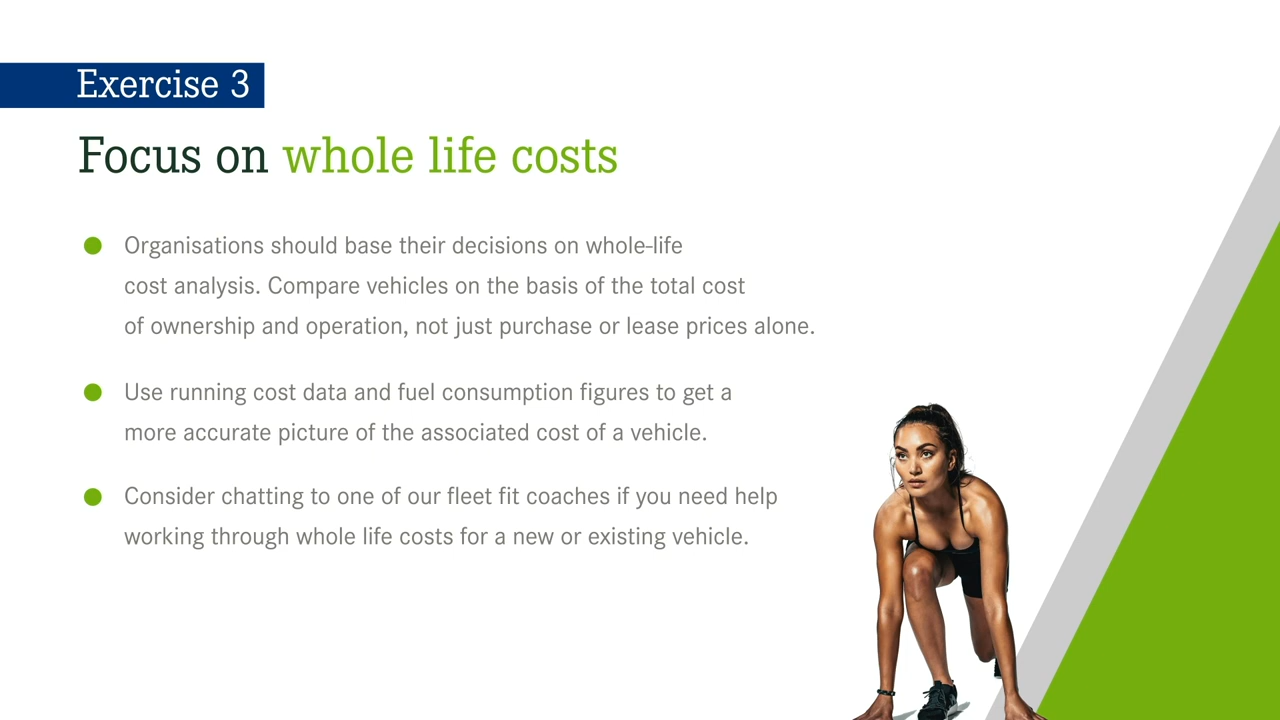 Exercise 3
Focus on whole life costs
Organisations should base their decisions on whole-life
cost analysis. Compare vehicles on the basis of the total cost
of ownership and operation, not just purchase or lease prices alone.
Use running cost data and fuel consumption figures to get a
more accurate picture of the associated cost of a vehicle.
Consider chatting to one of our fleet fit coaches if you need help
working through whole life costs for a new or existing vehicle.